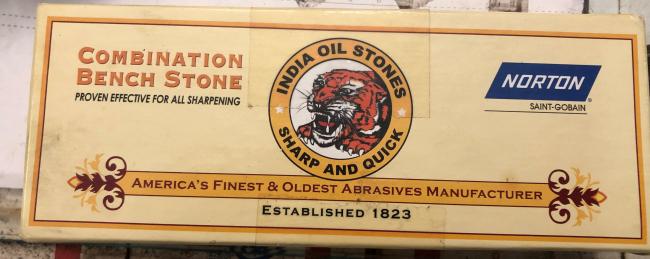 COMBINATION
BENCH STONE
PROVEN EFFECTIVE FOR ALL SHARPENING
INDIA OIL STONES
SHARP AND QUICK
NORTON
SAINT-GOBAIN
AMERICA'S FINEST & OLDEST ABRASIVES MANUFACTURER
ESTABLISHED 1823